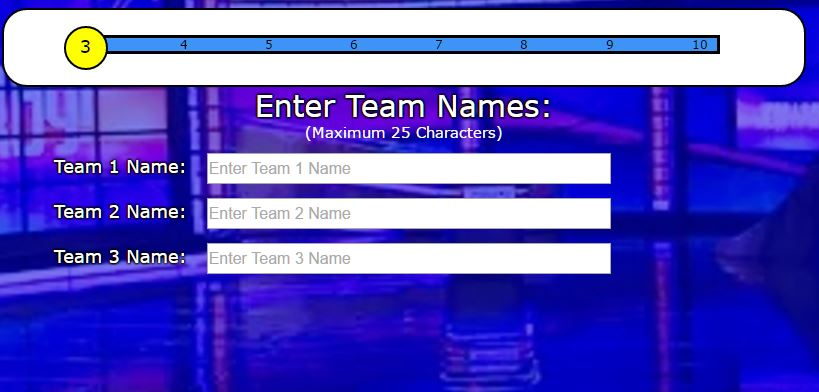 3 4 5 6 7 8 9 10
Enter Team Names:
(Maximum 25 Characters)
Team 1 Name: Enter Team 1 Name
Team 2 Name: Enter Team 2 Name
Team 3 Name: Enter Team 3 Name